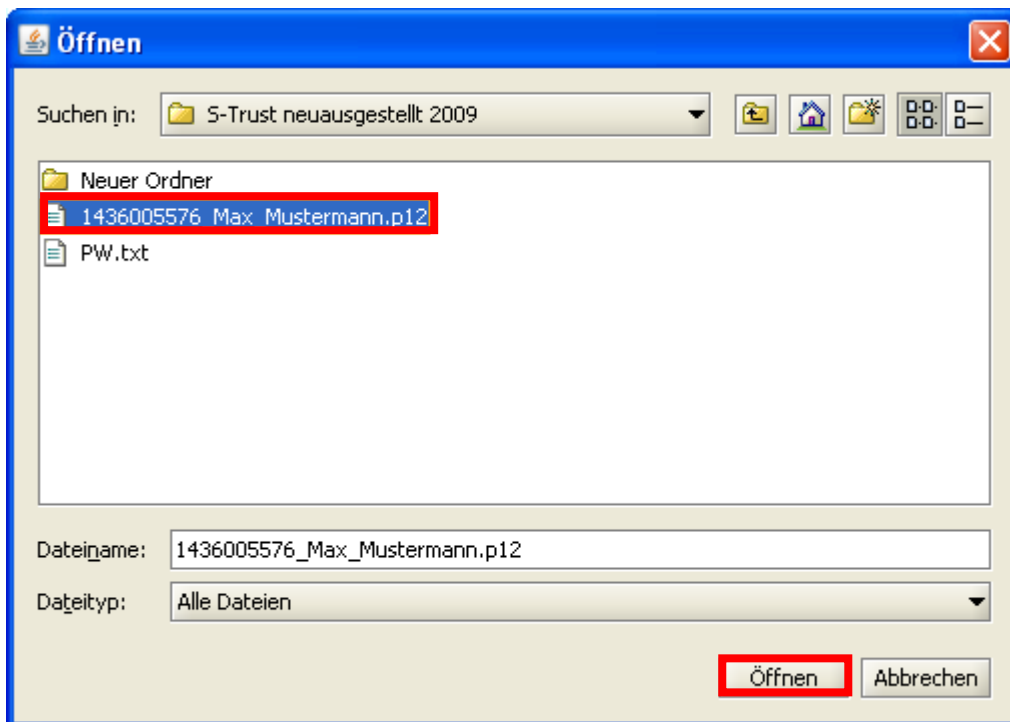 Öffnen
Suchen in: S-Trust neuausgestellt 2009
Neuer Ordner
1436005576_Max_Mustermann.p12
PW.txt
Dateiname: 1436005576_Max_Mustermann.p12
Dateityp: Alle Dateien
Öffnen Abbrechen